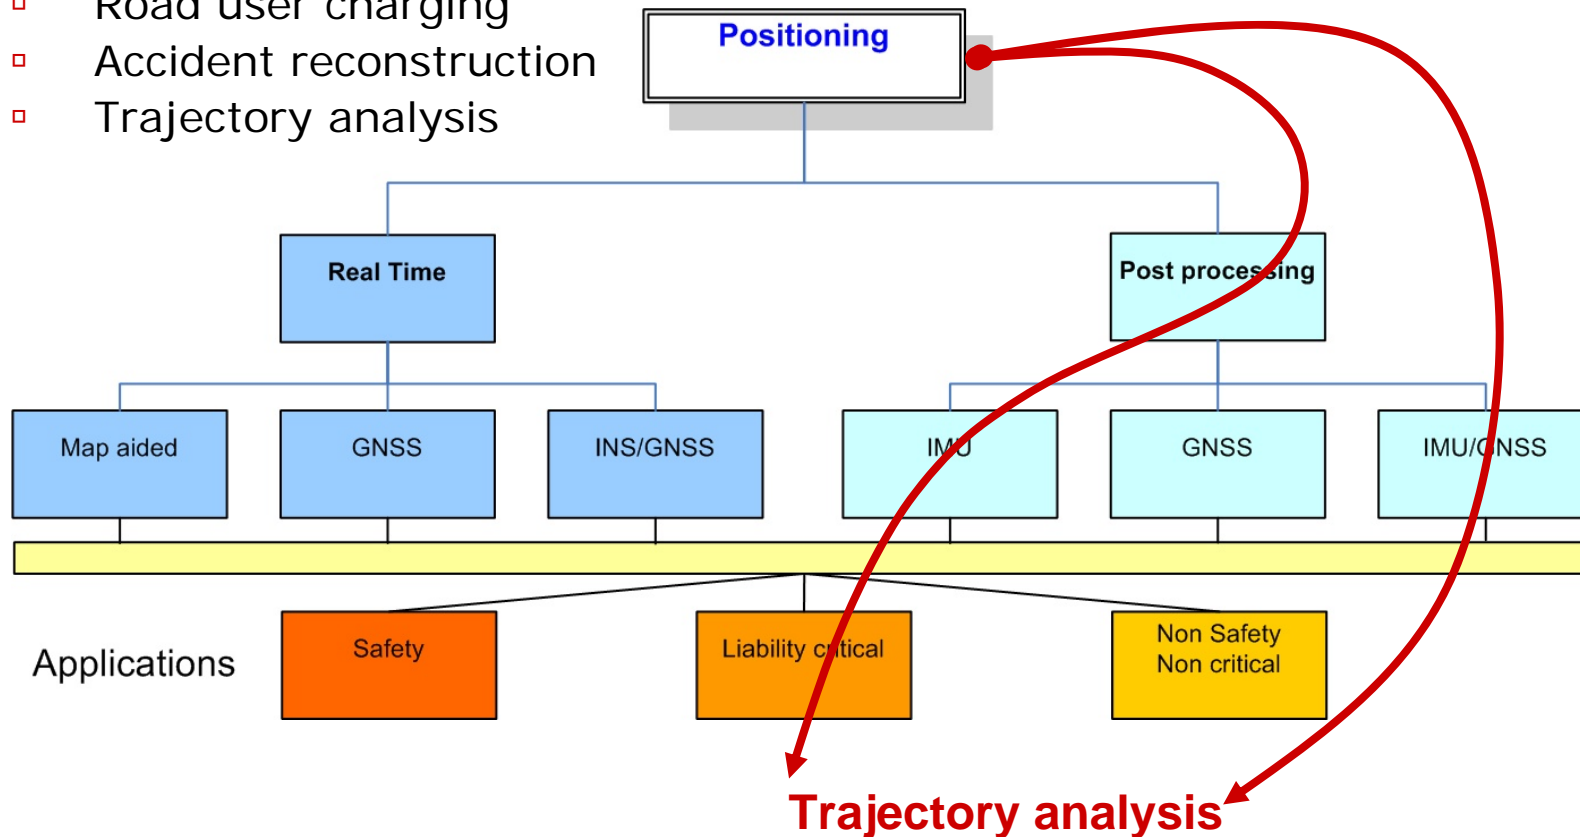 Road user charging
Accident reconstruction
Trajectory analysis
Positioning
Real Time
Post processing
Map aided
GNSS
INS/GNSS
IMU
GNSS
IMU/GNSS
Applications
Safety
Liability critical
Non Safety
Non critical
Trajectory analysis